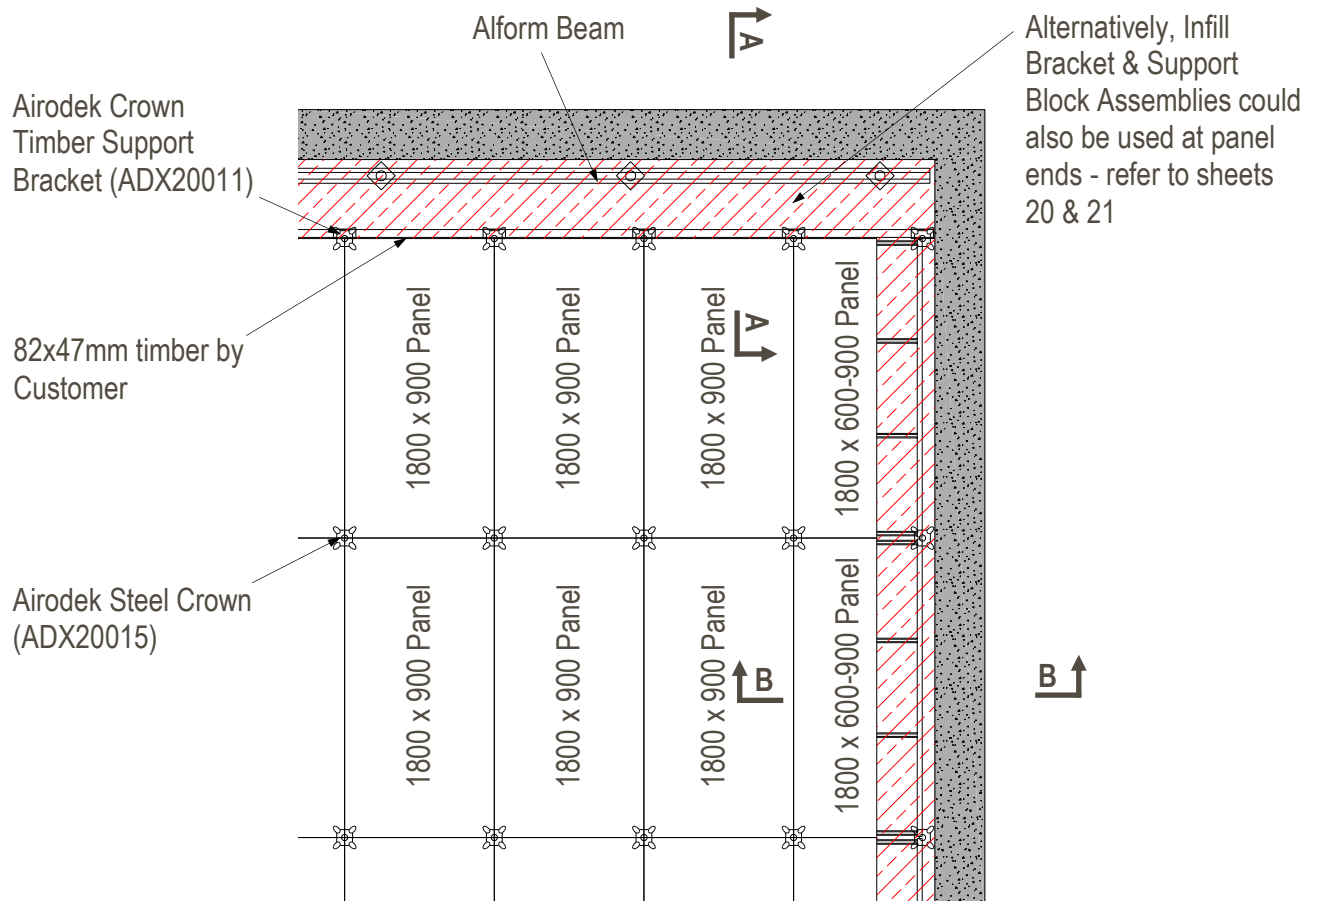 Alform Beam
A
Alternatively, Infill
Bracket & Support
Block Assemblies could
also be used at panel
ends - refer to sheets
20 & 21
Airodek Crown
Timber Support
Bracket (ADX20011)
82x47mm timber by
Customer
1800 x 900 Panel
1800 x 900 Panel
1800 x 900 Panel
A
1800 x 600-900 Panel
Airodek Steel Crown
(ADX20015)
1800 x 900 Panel
1800 x 900 Panel
1800 x 900 Panel
B
1800 x 600-900 Panel
B